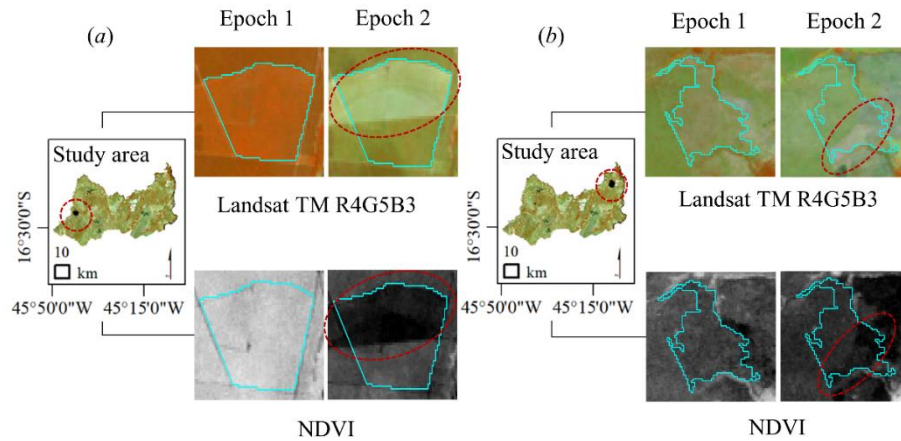 Epoch 1 Epoch 2
(a)
Study area
10
km
16°30'0"S
45°50'0"W 45°15'0"W
Landsat TM R4G5B3
NDVI
Epoch 1 Epoch 2
(b)
Study area
10
km
16°30'0"S
45°50'0"W 45°15'0"W
Landsat TM R4G5B3
NDVI